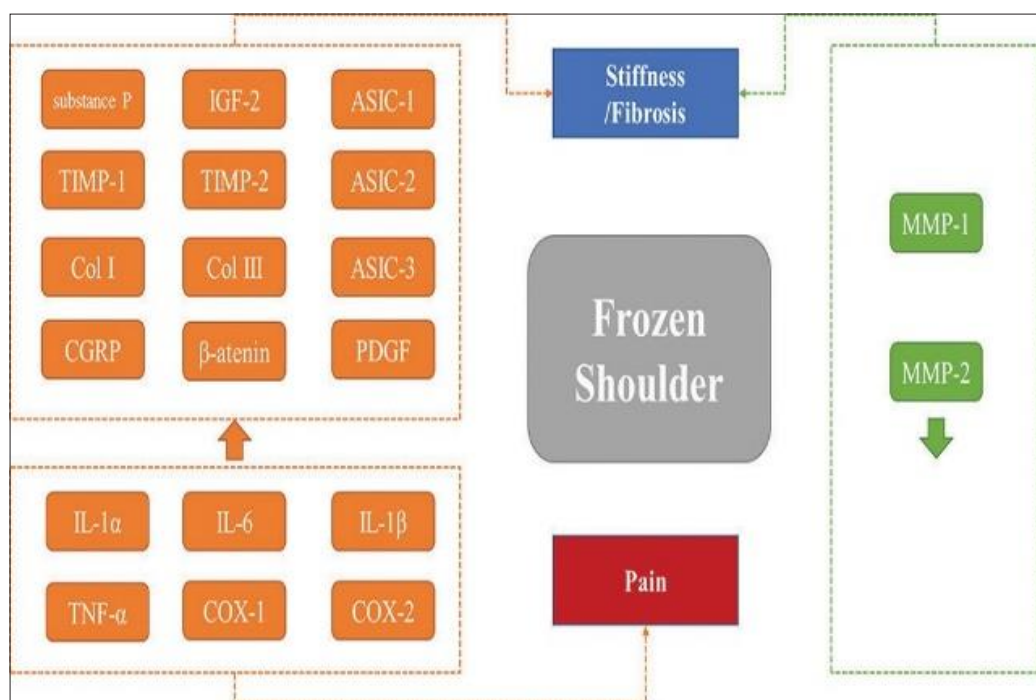 substance P
IGF-2
ASIC-1
TIMP-1
TIMP-2
ASIC-2
Col I
Col III
ASIC-3
CGRP
β-atenin
PDGF
IL-1α
IL-6
IL-1β
TNF-α
COX-1
COX-2
Stiffness
/Fibrosis
Frozen
Shoulder
Pain
MMP-1
MMP-2